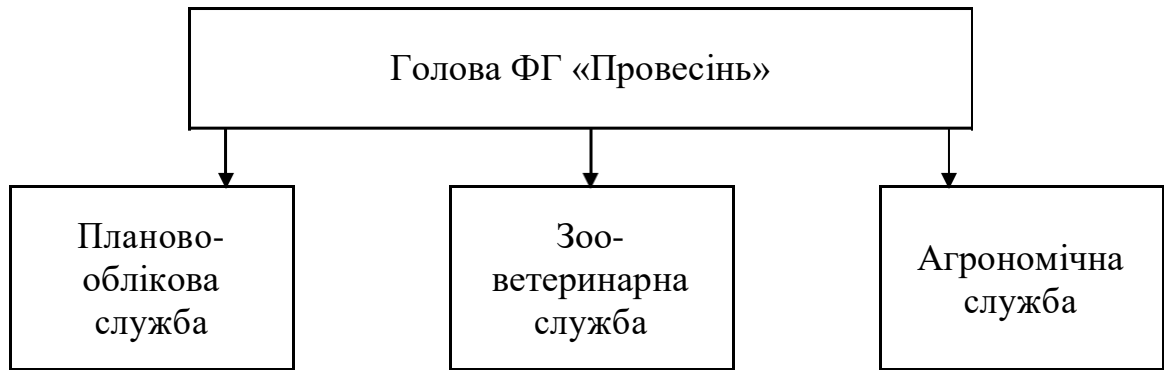 Голова ФГ «Провесінь»
Планово-
облікова
служба
Зоо-
ветеринарна
служба
Агрономічна
служба